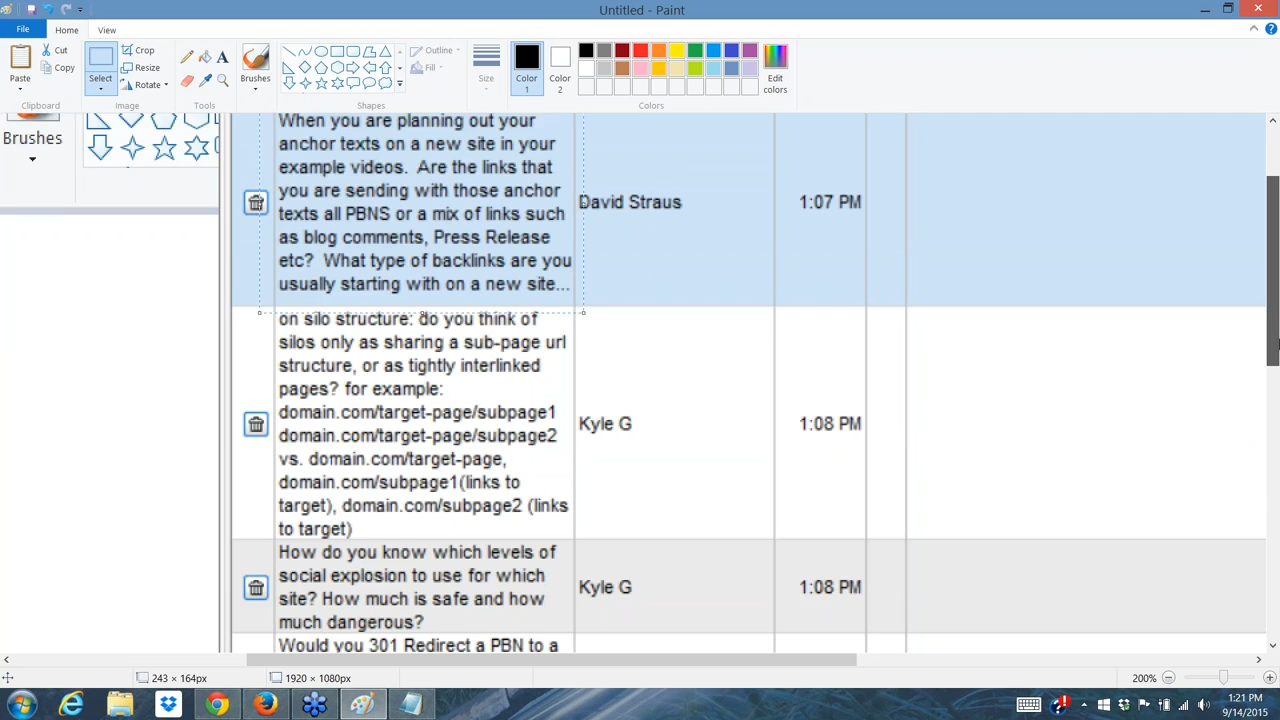 Untitled - Paint
File
Home
View
Paste
Cut
Copy
Clipboard
Select
Crop
Resize
Rotate
Image
Tools
Brushes
Shapes
Outline
Fill
Size
Color
1
Color
2
Edit
colors
Colors
Brushes
When you are planning out your
anchor texts on a new site in your
example videos. Are the links that
you are sending with those anchor
texts all PBNS or a mix of links such
as blog comments, Press Release
etc? What type of backlinks are you
usually starting with on a new site...
David Straus
1:07 PM
on silo structure: do you think of
silos only as sharing a sub-page url
structure, or as tightly interlinked
pages? for example:
domain.com/target-page/subpage1
domain.com/target-page/subpage2
vs. domain.com/target-page,
domain.com/subpage1(links to
target), domain.com/subpage2 (links
to target)
Kyle G
1:08 PM
How do you know which levels of
social explosion to use for which
site? How much is safe and how
much dangerous?
Kyle G
1:08 PM
Would you 301 Redirect a PBN to a
243 × 164px
1920 × 1080px
200%
1:21 PM
9/14/2015